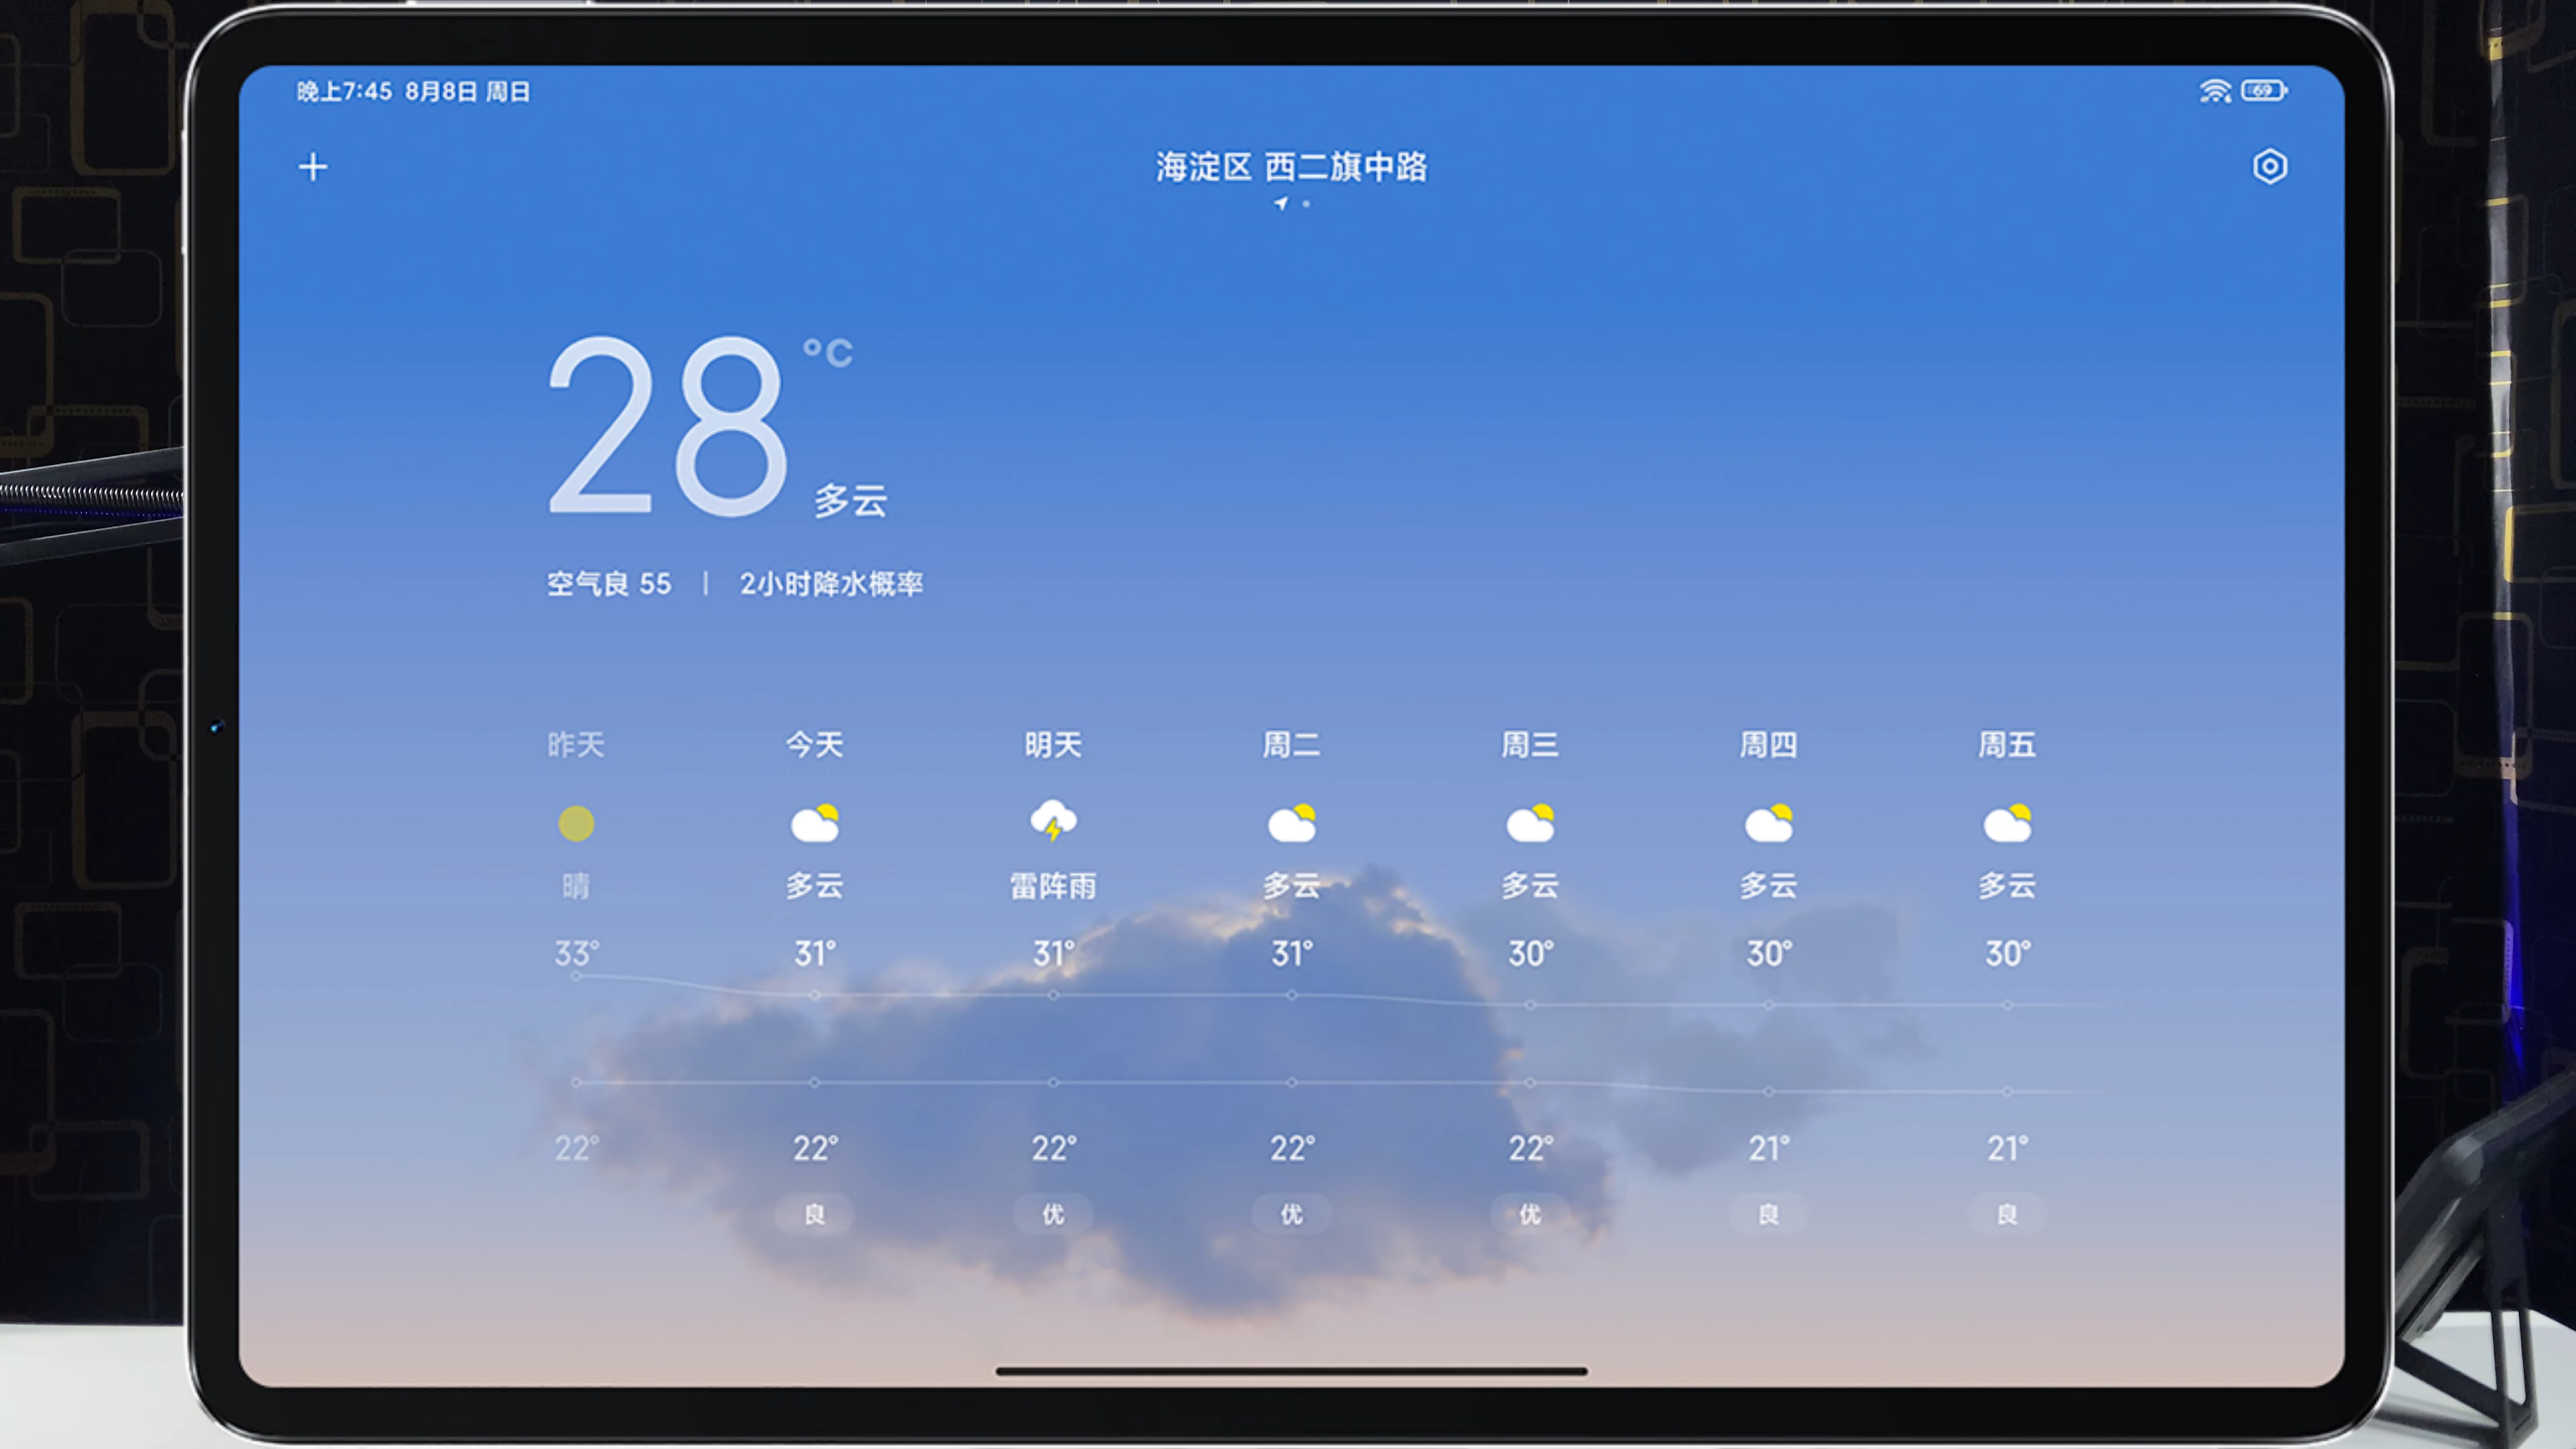 晚上7:45 8月8日 周日
69
海淀区 西二旗中路
28 °C
多云
空气良 55 | 2小时降水概率
昨天 今天 明天 周二 周三 周四 周五
晴 多云 雷阵雨 多云 多云 多云 多云
33° 31° 31° 31° 30° 30° 30°
22° 22° 22° 22° 22° 21° 21°
良 优 优 优 良 良